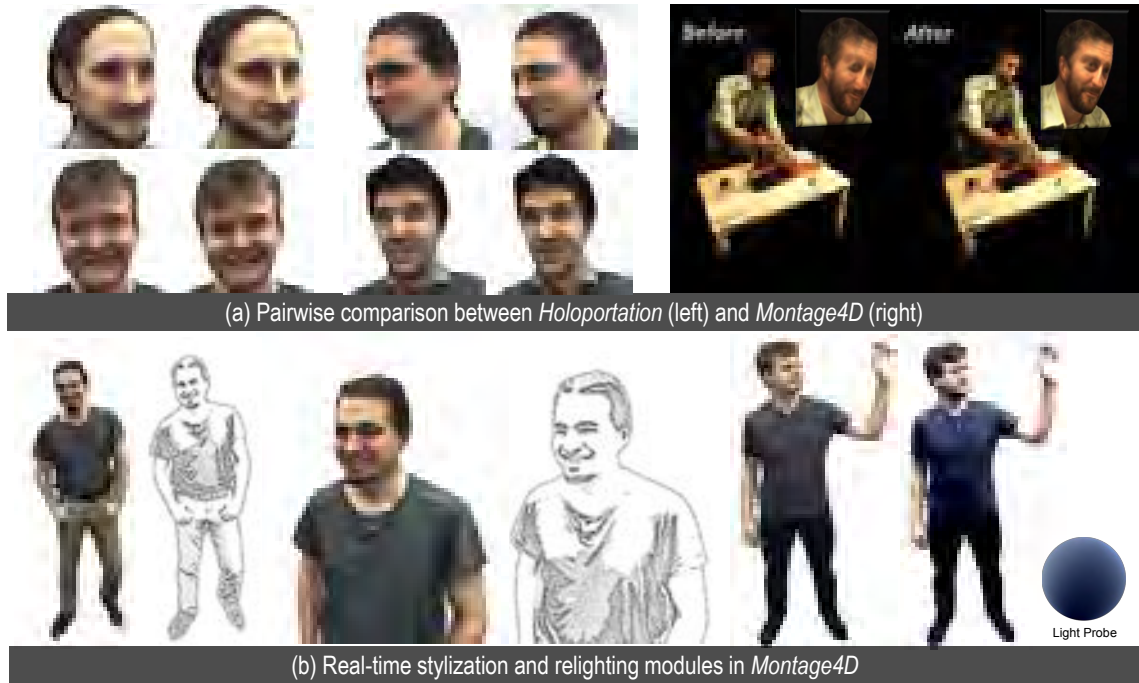 Before
After
(a) Pairwise comparison between Holoportation (left) and Montage4D (right)
Light Probe
(b) Real-time stylization and relighting modules in Montage4D